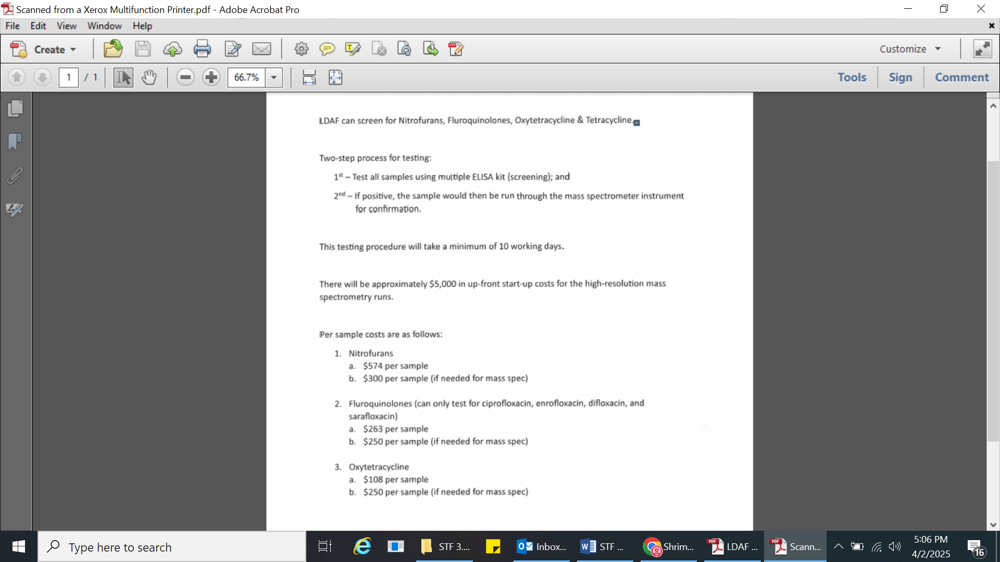 Scanned from a Xerox Multifunction Printer.pdf - Adobe Acrobat Pro
File Edit View Window Help
Create
Customize
1 / 1
66.7%
Tools Sign Comment
LDAF can screen for Nitrofurans, Fluroquinolones, Oxytetracycline & Tetracycline.
Two-step process for testing:
1st – Test all samples using multiple ELISA kit (screening); and
2nd – If positive, the sample would then be run through the mass spectrometer instrument
for confirmation.
This testing procedure will take a minimum of 10 working days.
There will be approximately $5,000 in up-front start-up costs for the high-resolution mass
spectrometry runs.
Per sample costs are as follows:
1. Nitrofurans
a. $574 per sample
b. $300 per sample (if needed for mass spec)
2. Fluroquinolones (can only test for ciprofloxacin, enrofloxacin, difloxacin, and
sarafloxacin)
a. $263 per sample
b. $250 per sample (if needed for mass spec)
3. Oxytetracycline
a. $108 per sample
b. $250 per sample (if needed for mass spec)
Type here to search
STF 3....
Inbox...
STF ...
Shrim...
LDAF ...
Scann...
5:06 PM
4/2/2025
16